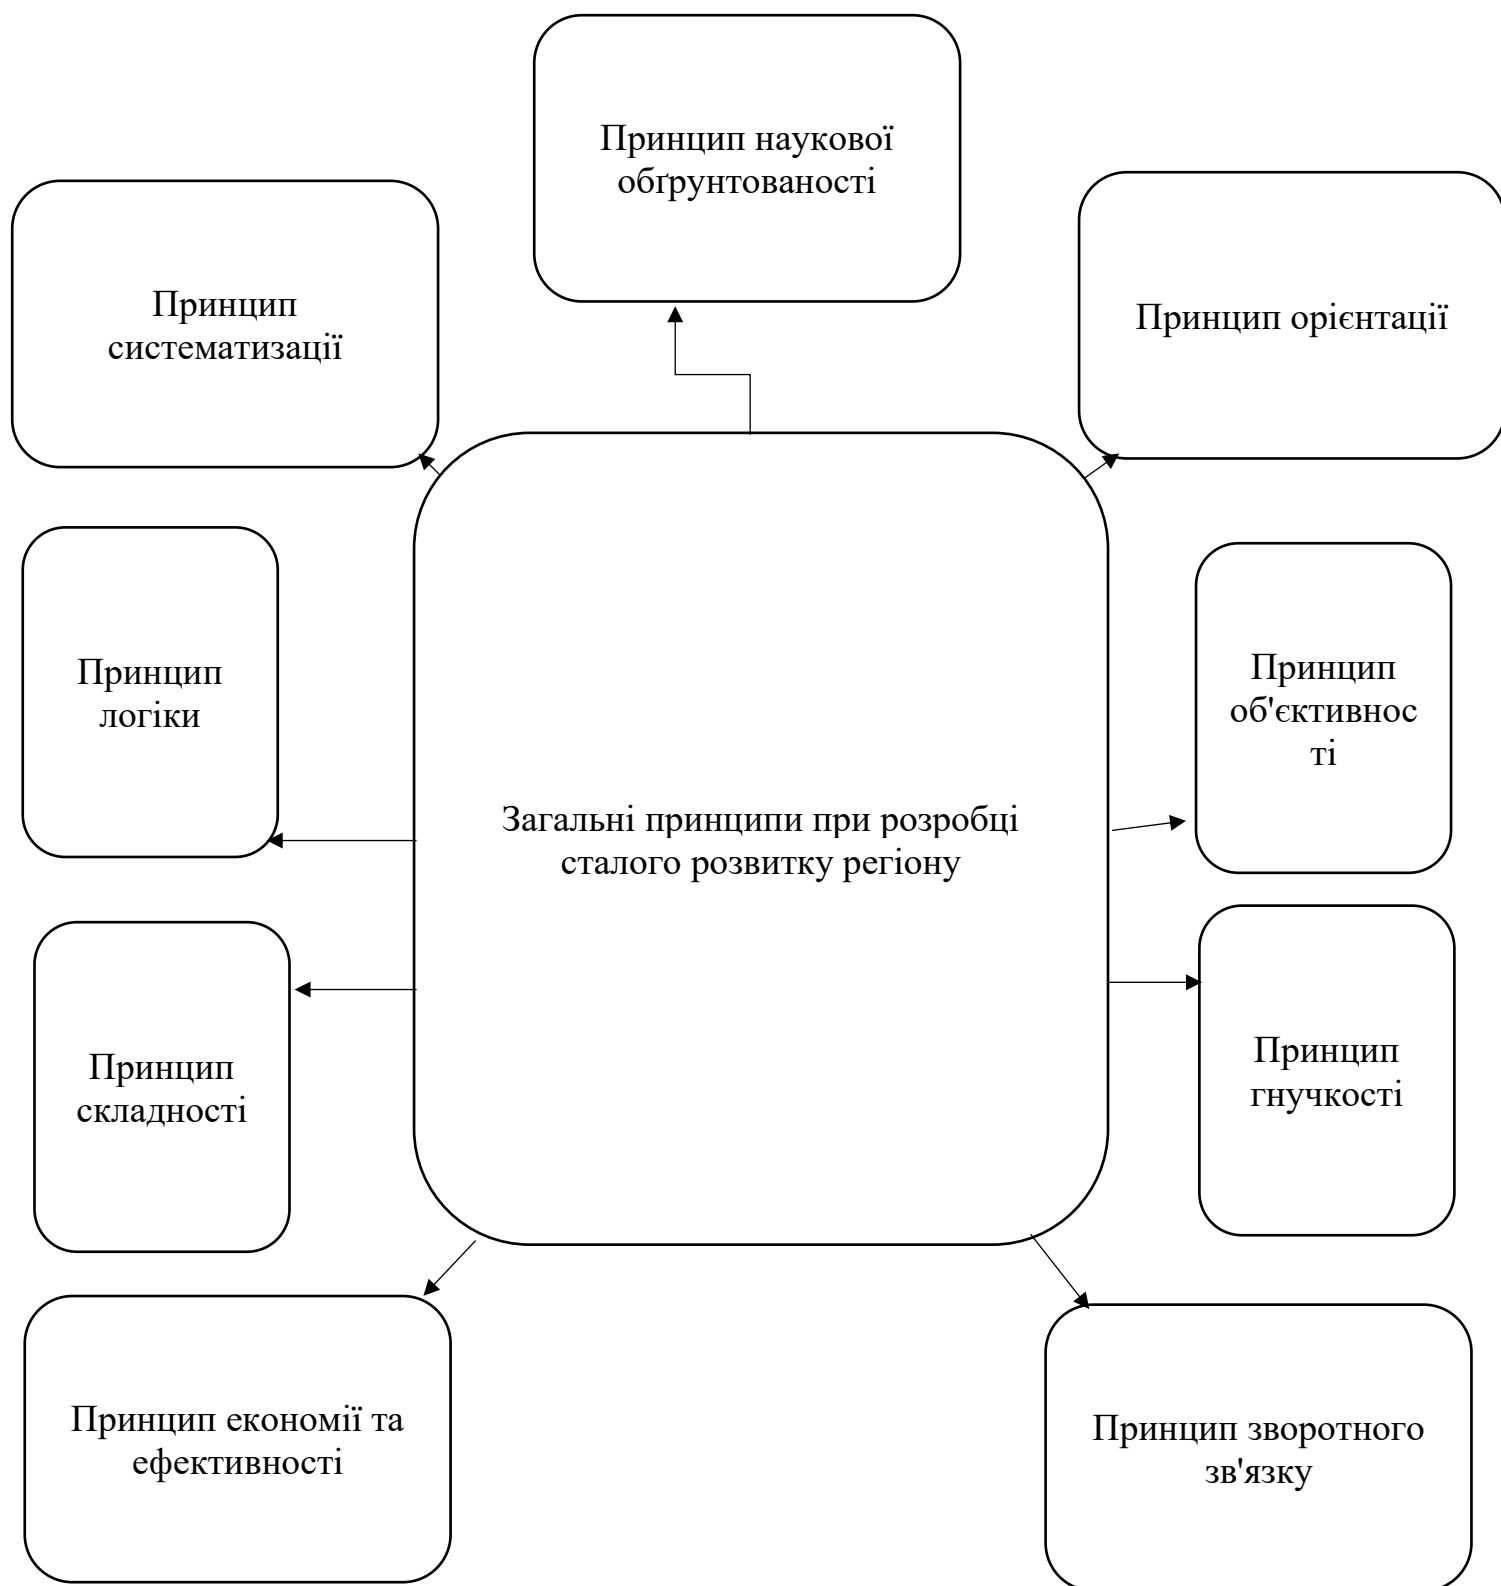 Принцип наукової
обґрунтованості
Принцип
систематизації
Принцип орієнтації
Принцип
логіки
Принцип
об'єктивнос
ті
Загальні принципи при розробці
сталого розвитку регіону
Принцип
складності
Принцип
гнучкості
Принцип економії та
ефективності
Принцип зворотного
зв'язку